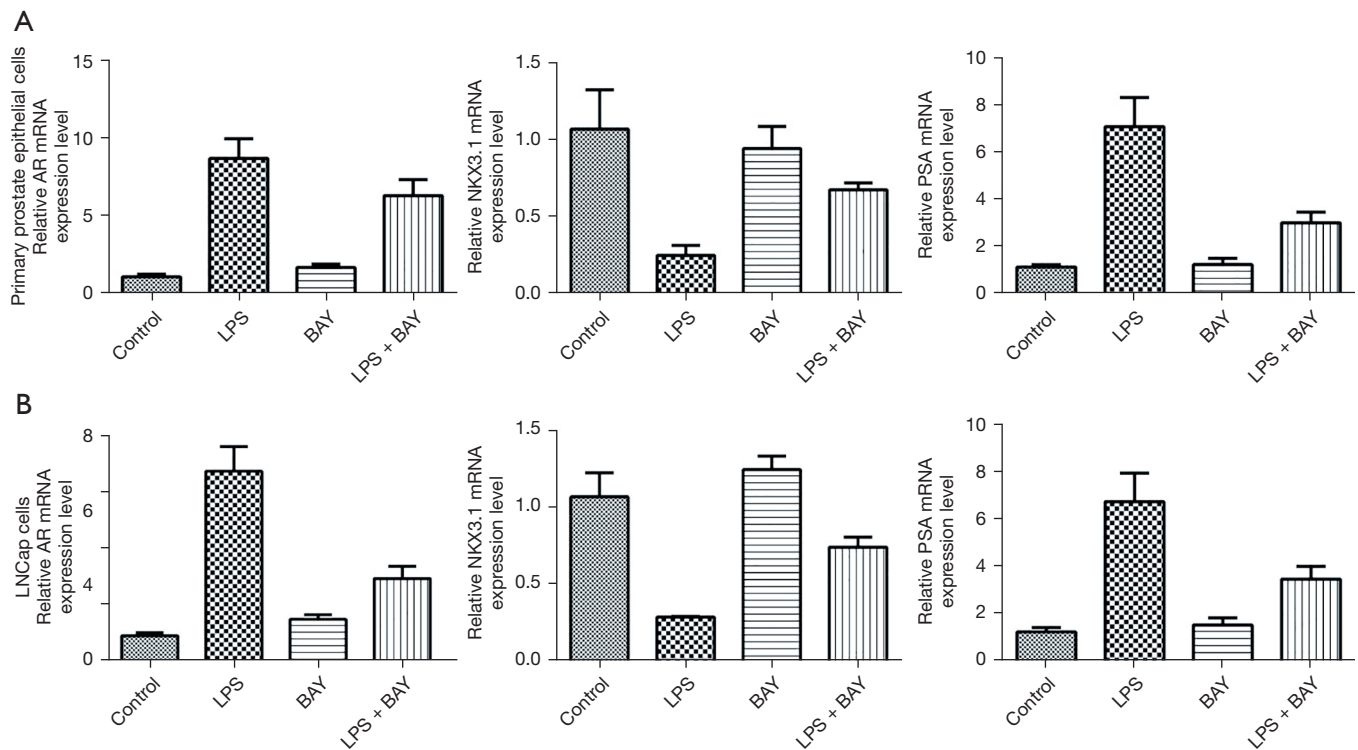 A
Primary prostate epithelial cells
Relative AR mRNA
expression level
15
10
5
0
Control
LPS
BAY
LPS + BAY
Relative NKX3.1 mRNA
expression level
1.5
1.0
0.5
0.0
Control
LPS
BAY
LPS + BAY
Relative PSA mRNA
expression level
10
8
6
4
2
0
Control
LPS
BAY
LPS + BAY
B
LNCap cells
Relative AR mRNA
expression level
8
6
4
0
Control
LPS
BAY
LPS + BAY
Relative NKX3.1 mRNA
expression level
1.5
1.0
0.5
0.0
Control
LPS
BAY
LPS + BAY
Relative PSA mRNA
expression level
10
8
6
4
2
0
Control
LPS
BAY
LPS + BAY